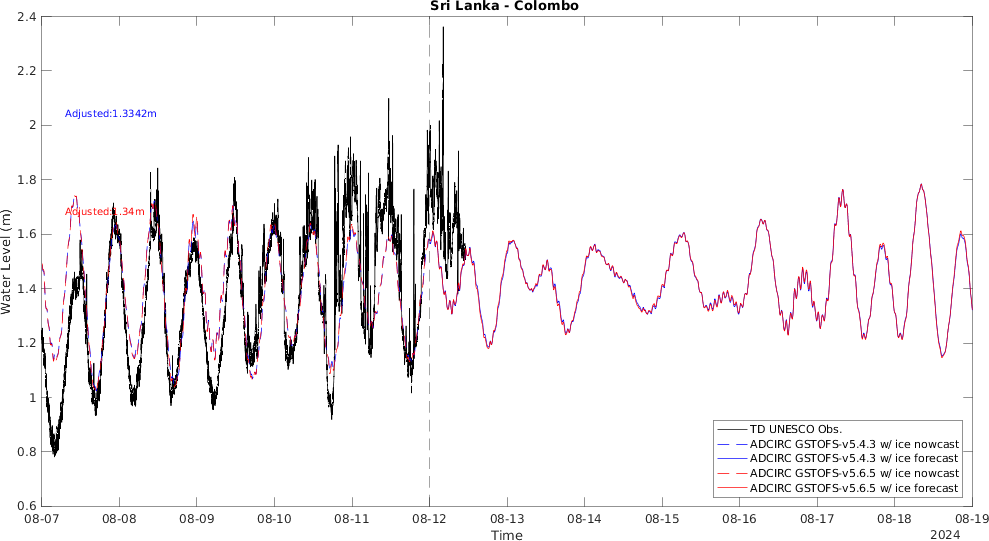 Sri Lanka - Colombo
2.4
2.2
2
1.8
1.6
1.4
1.2
1
0.8
0.6
Water Level (m)
Adjusted:1.3342m
Adjusted:1.34m
TD UNESCO Obs.
ADCIRC GSTOFS-v5.4.3 w/ ice nowcast
ADCIRC GSTOFS-v5.4.3 w/ ice forecast
ADCIRC GSTOFS-v5.6.5 w/ ice nowcast
ADCIRC GSTOFS-v5.6.5 w/ ice forecast
08-07 08-08 08-09 08-10 08-11 08-12 08-13 08-14 08-15 08-16 08-17 08-18 08-19
Time
2024